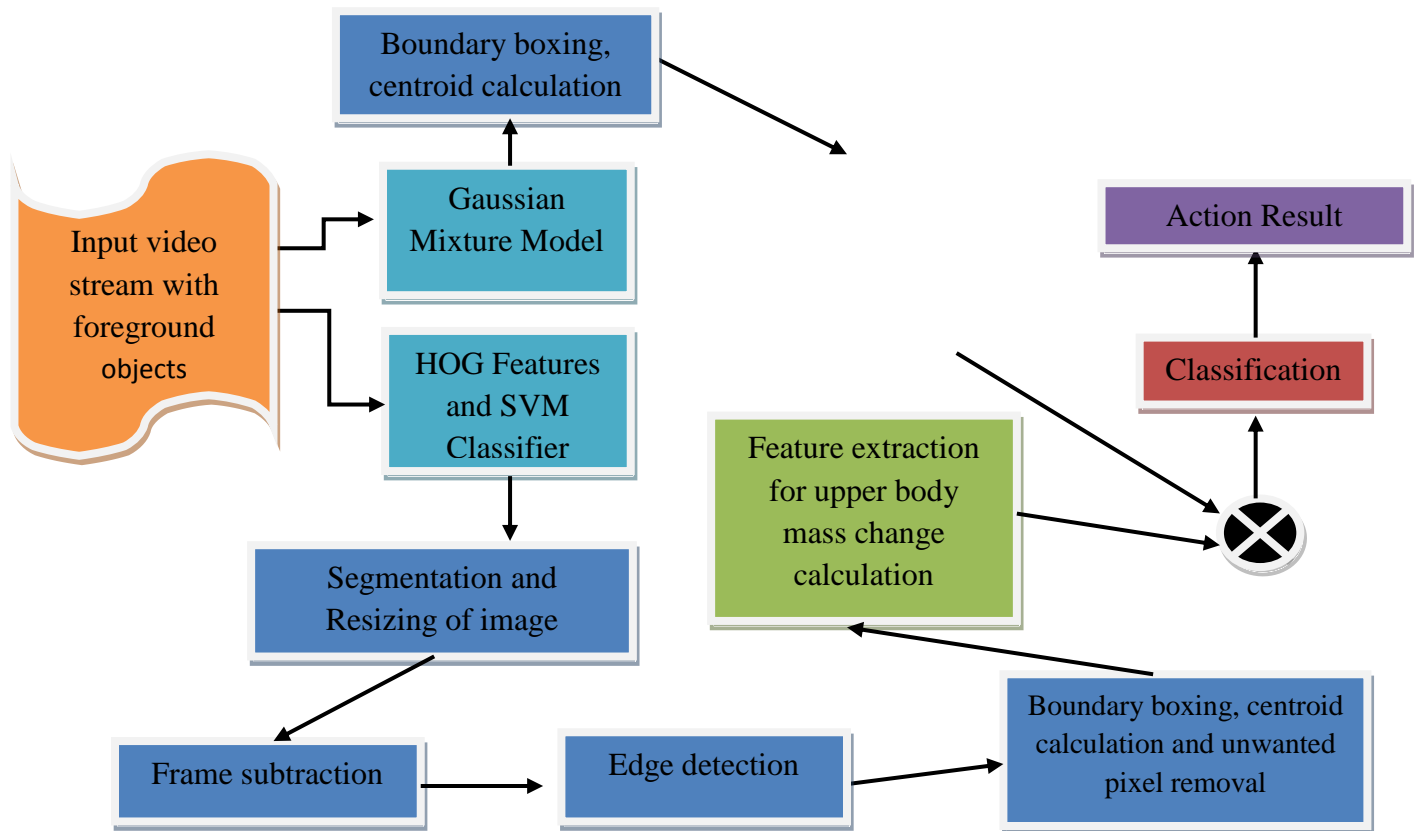 Boundary boxing,
centroid calculation
Input video
stream with
foreground
objects
Gaussian
Mixture Model
HOG Features
and SVM
Classifier
Segmentation and
Resizing of image
Frame subtraction
Edge detection
Boundary boxing, centroid
calculation and unwanted
pixel removal
Feature extraction
for upper body
mass change
calculation
Classification
Action Result